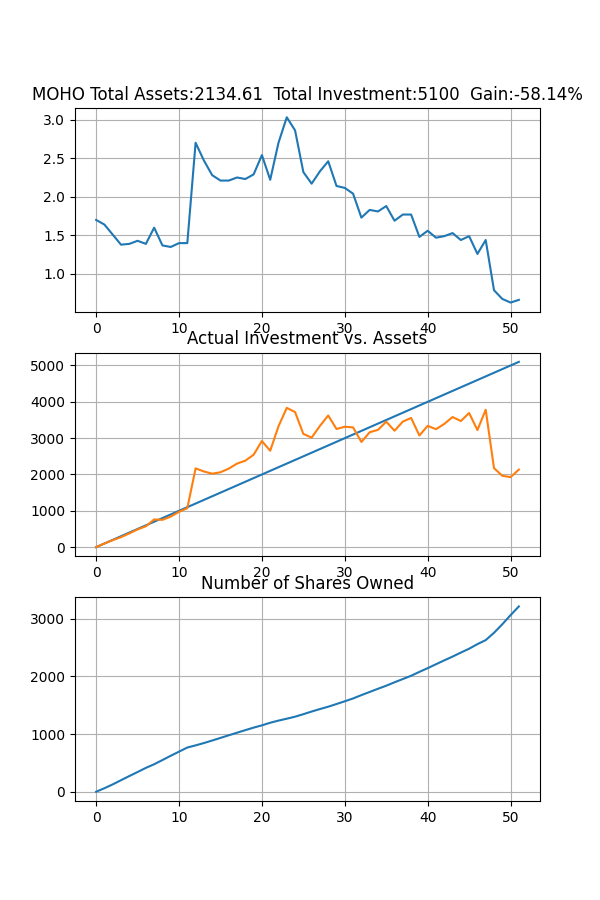 MOHO Total Assets:2134.61  Total Investment:5100  Gain:-58.14%
3.0
2.5
2.0
1.5
1.0
0 10 20 30 40 50
Actual Investment vs. Assets
5000
4000
3000
2000
1000
0
0 10 20 30 40 50
Number of Shares Owned
3000
2000
1000
0
0 10 20 30 40 50